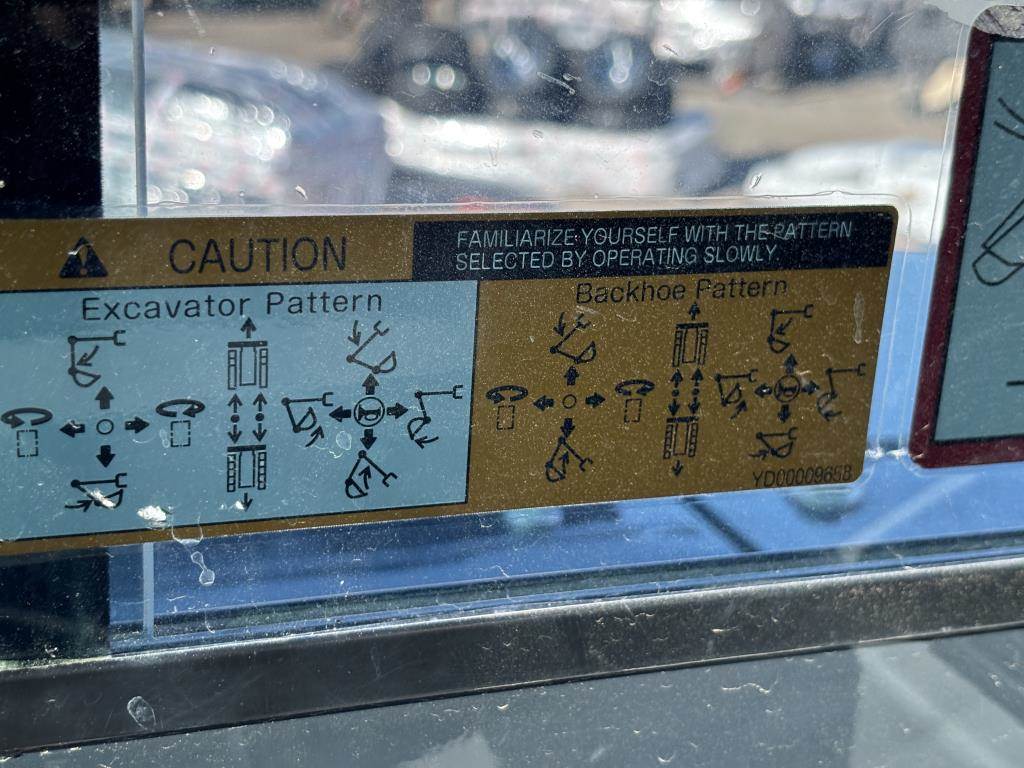 CAUTION
FAMILIARIZE YOURSELF WITH THE PATTERN
SELECTED BY OPERATING SLOWLY
Excavator Pattern
Backhoe Pattern
YD00009658